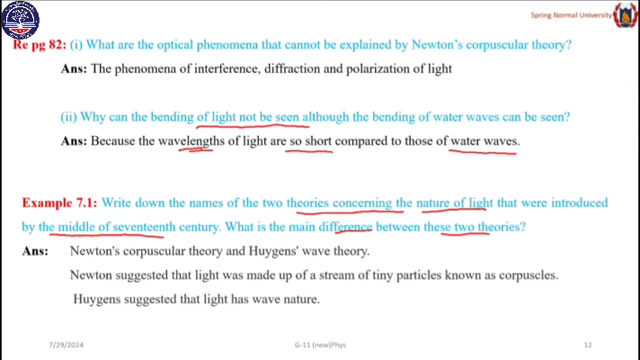 Spring Normal University
Re pg 82: (i) What are the optical phenomena that cannot be explained by Newton's corpuscular theory?
Ans: The phenomena of interference, diffraction and polarization of light
(ii) Why can the bending of light not be seen although the bending of water waves can be seen?
Ans: Because the wavelengths of light are so short compared to those of water waves.
Example 7.1: Write down the names of the two theories concerning the nature of light that were introduced
by the middle of seventeenth century. What is the main difference between these two theories?
Ans: Newton's corpuscular theory and Huygens' wave theory.
Newton suggested that light was made up of a stream of tiny particles known as corpuscles.
Huygens suggested that light has wave nature.
7/29/2024 G-11 (new)Phys 12